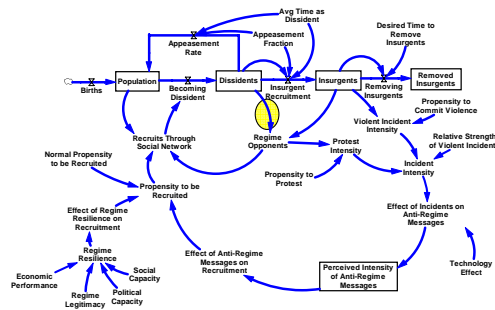 Avg Time as
Dissident
Appeasement
Rate
Appeasement
Fraction
Desired Time to
Remove
Insurgents
Births
Population
Becoming
Dissident
Dissidents
Insurgent
Recruitment
Insurgents
Removing
Insurgents
Removed
Insurgents
Propensity to
Commit Violence
Violent Incident
Intensity
Recruits Through
Social Network
Regime
Opponents
Protest
Intensity
Relative Strength
of Violent Incident
Normal Propensity
to be Recruited
Incident
Intensity
Propensity to
Protest
Propensity to be
Recruited
Effect of Regime
Resilience on
Recruitment
Effect of Incidents on
Anti-Regime
Messages
Regime
Resilience
Effect of Anti-Regime
Messages on
Recruitment
Technology
Effect
Economic
Performance
Social
Capacity
Perceived Intensity
of Anti-Regime
Messages
Regime
Legitimacy
Political
Capacity